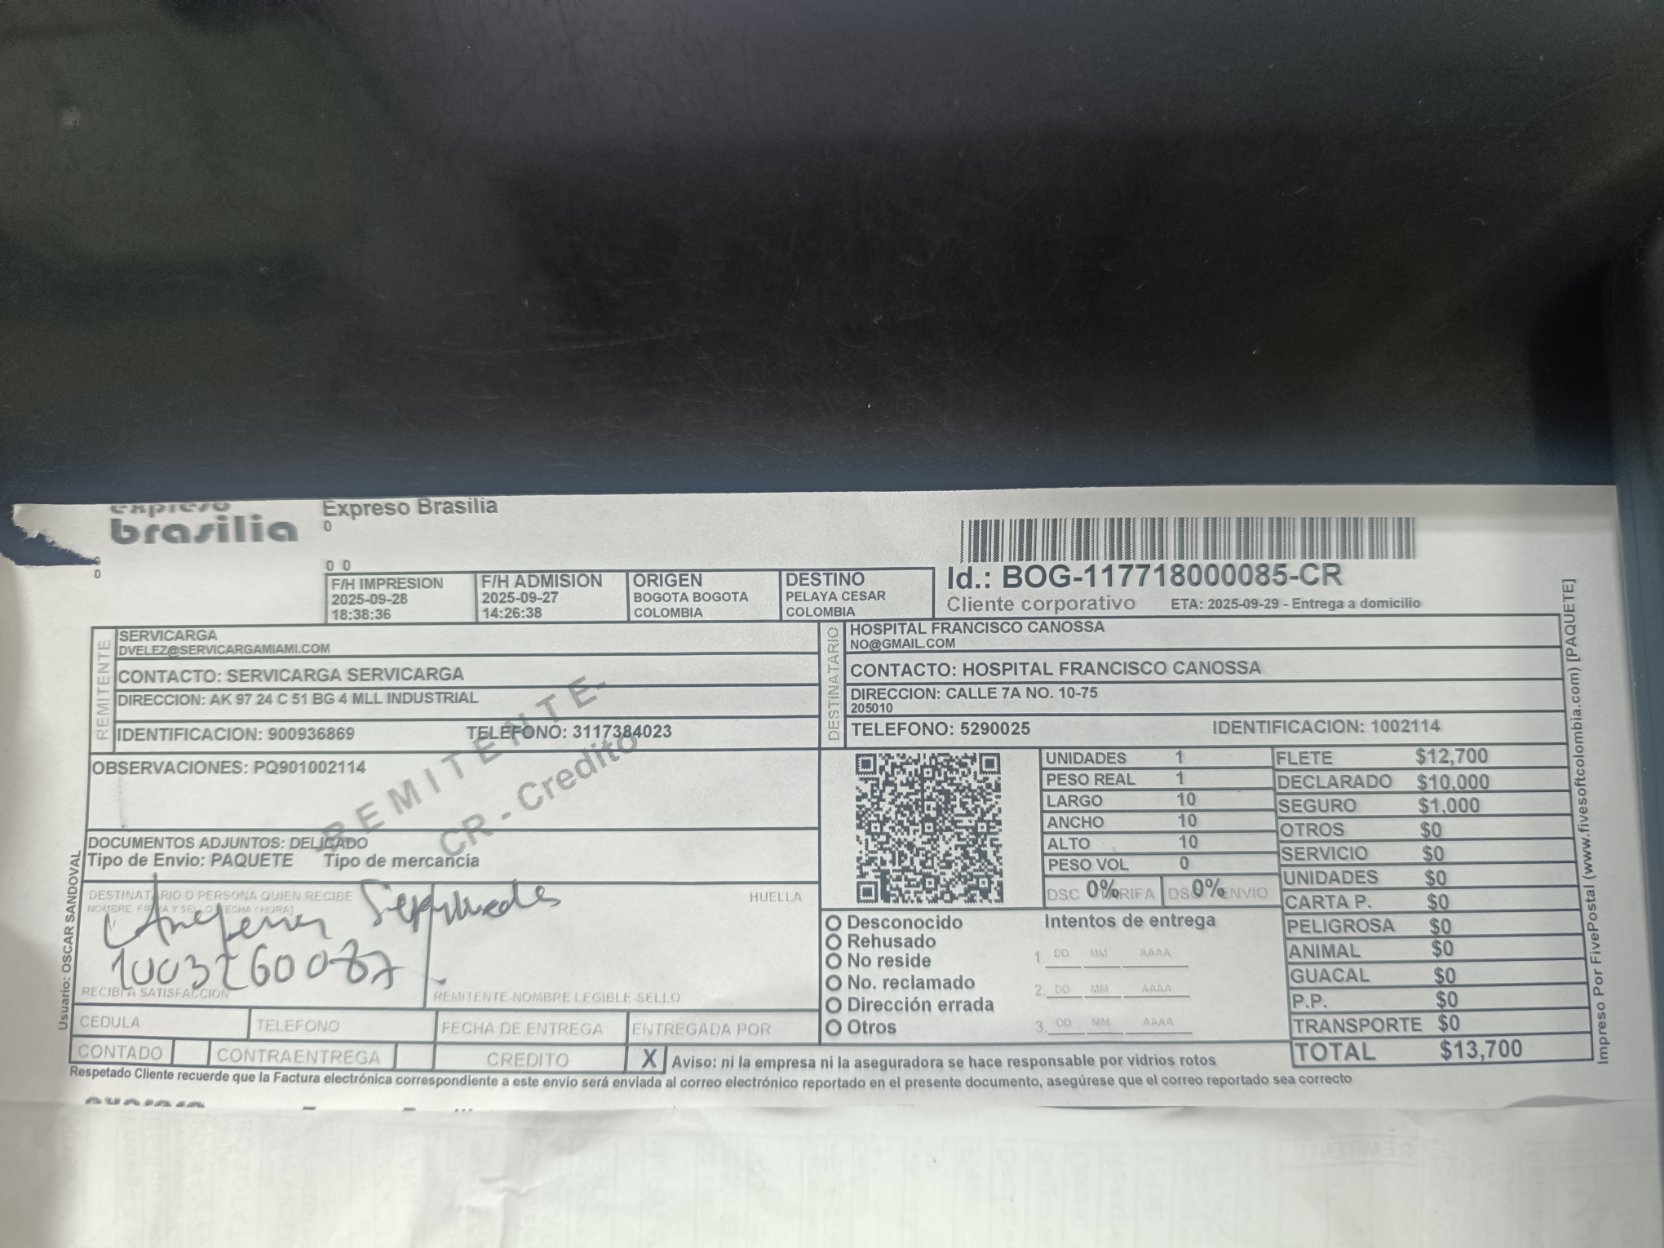 expreso
brasilia
Expreso Brasilia
0
0 0
0
F/H IMPRESION
2025-09-28
18:38:36
F/H ADMISION
2025-09-27
14:26:38
ORIGEN
BOGOTA BOGOTA
COLOMBIA
DESTINO
PELAYA CESAR
COLOMBIA
Id.: BOG-117718000085-CR
Cliente corporativo ETA: 2025-09-29 - Entrega a domicilio
REMITENTE
SERVICARGA
DVELEZ@SERVICARGAMIAMI.COM
CONTACTO: SERVICARGA SERVICARGA
DIRECCION: AK 97 24 C 51 BG 4 MLL INDUSTRIAL
IDENTIFICACION: 900936869 TELEFONO: 3117384023
DESTINATARIO
HOSPITAL FRANCISCO CANOSSA
NO@GMAIL.COM
CONTACTO: HOSPITAL FRANCISCO CANOSSA
DIRECCION: CALLE 7A NO. 10-75
205010
TELEFONO: 5290025 IDENTIFICACION: 1002114
OBSERVACIONES: PQ901002114
REMITENTE-
CR - Credito
DOCUMENTOS ADJUNTOS: DELICADO
Tipo de Envio: PAQUETE Tipo de mercancia
DESTINATARIO O PERSONA QUIEN RECIBE
NOMBRE FIRMA Y SELLO (FECHA / HORA)
HUELLA
Sepulveda
1003260087
RECIBI A SATISFACCION
REMITENTE-NOMBRE LEGIBLE-SELLO
CEDULA TELEFONO FECHA DE ENTREGA ENTREGADA POR
CONTADO CONTRAENTREGA CREDITO X
Aviso: ni la empresa ni la aseguradora se hace responsable por vidrios rotos
UNIDADES 1
PESO REAL 1
LARGO 10
ANCHO 10
ALTO 10
PESO VOL 0
DSC 0% TARIFA DSC 0% ENVIO
Desconocido
Rehusado
No reside
No. reclamado
Dirección errada
Otros
Intentos de entrega
1. DD MM AAAA
2. DD MM AAAA
3. DD MM AAAA
FLETE $12,700
DECLARADO $10,000
SEGURO $1,000
OTROS $0
SERVICIO $0
UNIDADES $0
CARTA P. $0
PELIGROSA $0
ANIMAL $0
GUACAL $0
P.P. $0
TRANSPORTE $0
TOTAL $13,700
Respetado Cliente recuerde que la Factura electrónica correspondiente a este envio será enviada al correo electrónico reportado en el presente documento, asegúrese que el correo reportado sea correcto
Usuario: OSCAR SANDOVAL
Impreso Por FivePostal (www.fivesoftcolombia.com) [PAQUETE]